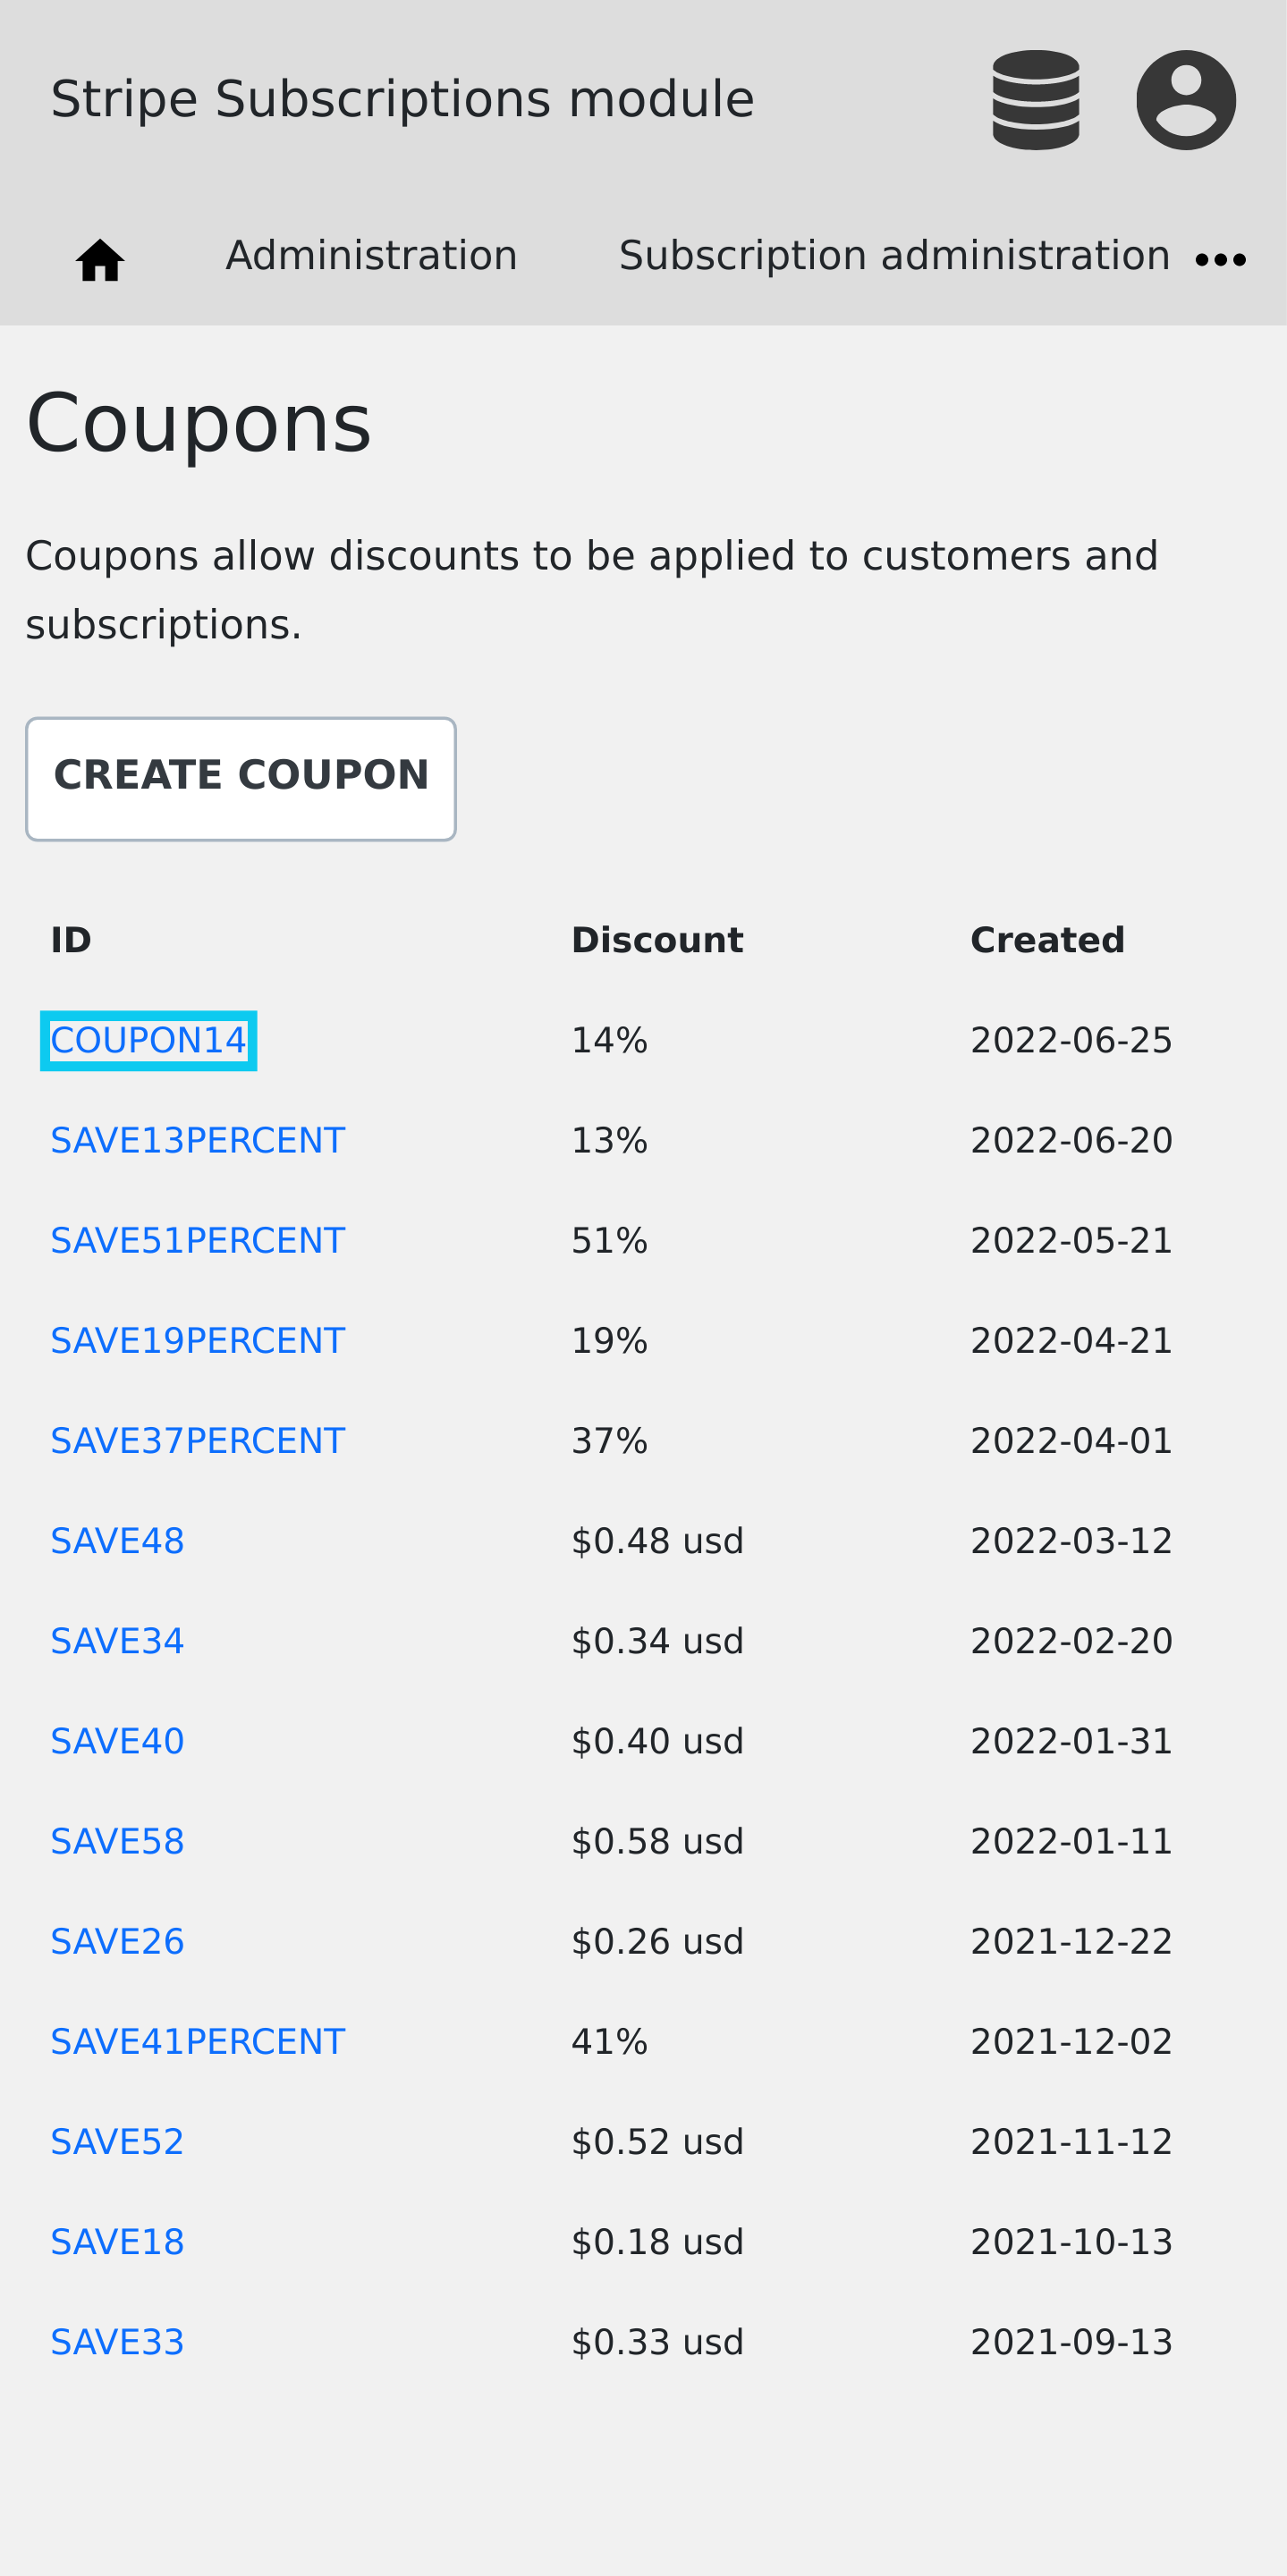 Stripe Subscriptions module
Administration Subscription administration
Coupons
Coupons allow discounts to be applied to customers and
subscriptions.
CREATE COUPON
ID Discount Created
COUPON14 14% 2022-06-25
SAVE13PERCENT 13% 2022-06-20
SAVE51PERCENT 51% 2022-05-21
SAVE19PERCENT 19% 2022-04-21
SAVE37PERCENT 37% 2022-04-01
SAVE48 $0.48 usd 2022-03-12
SAVE34 $0.34 usd 2022-02-20
SAVE40 $0.40 usd 2022-01-31
SAVE58 $0.58 usd 2022-01-11
SAVE26 $0.26 usd 2021-12-22
SAVE41PERCENT 41% 2021-12-02
SAVE52 $0.52 usd 2021-11-12
SAVE18 $0.18 usd 2021-10-13
SAVE33 $0.33 usd 2021-09-13